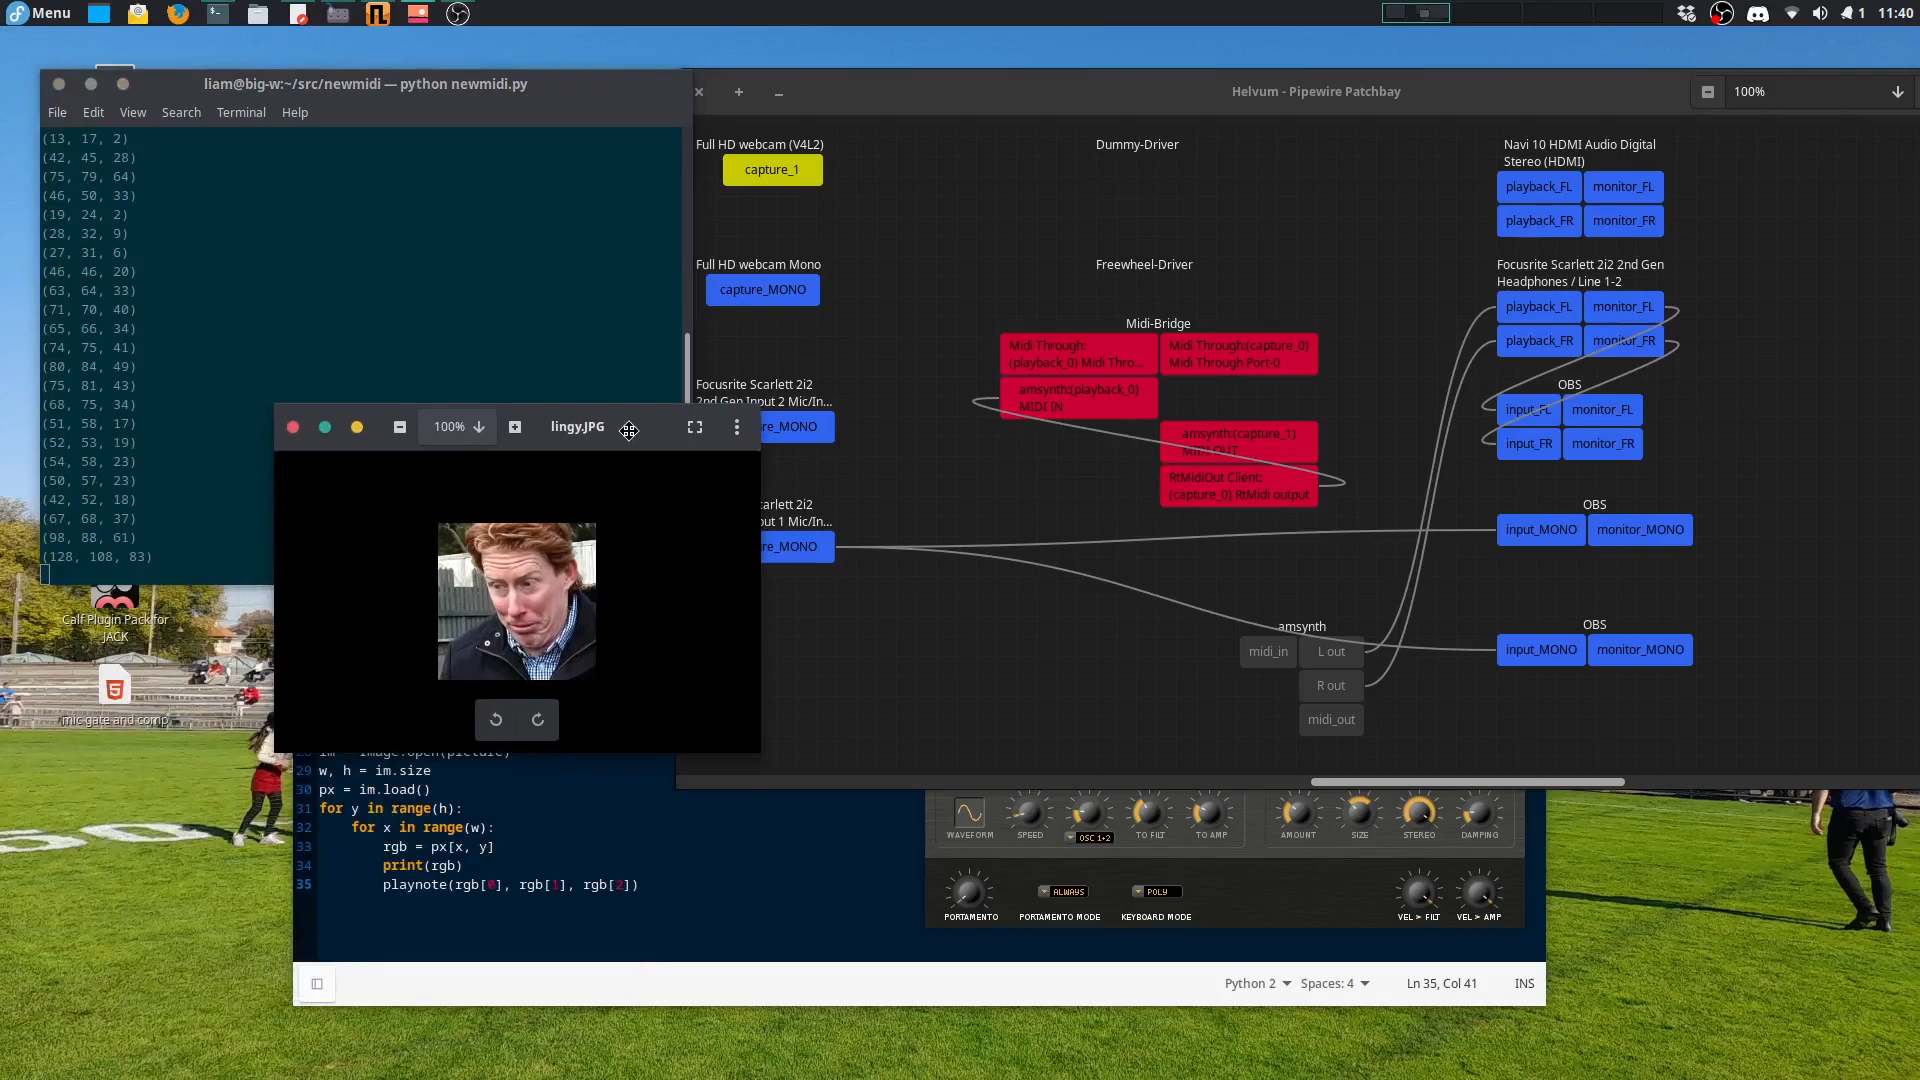 Menu
1 11:40
liam@big-w:~/src/newmidi — python newmidi.py
File Edit View Search Terminal Help
(13, 17, 2)
(42, 45, 28)
(75, 79, 64)
(46, 50, 33)
(19, 24, 2)
(28, 32, 9)
(27, 31, 6)
(46, 46, 20)
(63, 64, 33)
(71, 70, 40)
(65, 66, 34)
(74, 75, 41)
(80, 84, 49)
(75, 81, 43)
(68, 75, 34)
(51, 58, 17)
(52, 53, 19)
(54, 58, 23)
(50, 57, 23)
(42, 52, 18)
(67, 68, 37)
(98, 88, 61)
(128, 108, 83)
Helvum - Pipewire Patchbay
100%
Full HD webcam (V4L2)
capture_1
Full HD webcam Mono
capture_MONO
Focusrite Scarlett 2i2
2nd Gen Input 2 Mic/In...
re_MONO
carlett 2i2
out 1 Mic/In...
re_MONO
Dummy-Driver
Freewheel-Driver
Midi-Bridge
Midi Through:
(playback_0) Midi Thro...
Midi Through:(capture_0)
Midi Through Port-0
amsynth:(playback_0)
MIDI IN
amsynth:(capture_1)
MIDI OUT
RtMidiOut Client:
(capture_0) RtMidi output
amsynth
midi_in L out
R out
midi_out
Navi 10 HDMI Audio Digital
Stereo (HDMI)
playback_FL monitor_FL
playback_FR monitor_FR
Focusrite Scarlett 2i2 2nd Gen
Headphones / Line 1-2
playback_FL monitor_FL
playback_FR monitor_FR
OBS
input_FL monitor_FL
input_FR monitor_FR
OBS
input_MONO monitor_MONO
OBS
input_MONO monitor_MONO
100% lingy.JPG
Calf Plugin Pack for
JACK
mic gate and comp
28 im = Image.open(picture)
29 w, h = im.size
30 px = im.load()
31 for y in range(h):
32 for x in range(w):
33 rgb = px[x, y]
34 print(rgb)
35 playnote(rgb[0], rgb[1], rgb[2])
WAVEFORM SPEED OSC 1+2 TO FILT TO AMP
AMOUNT SIZE STEREO DAMPING
ALWAYS POLY
PORTAMENTO PORTAMENTO MODE KEYBOARD MODE VEL > FILT VEL > AMP
Python 2 Spaces: 4 Ln 35, Col 41 INS